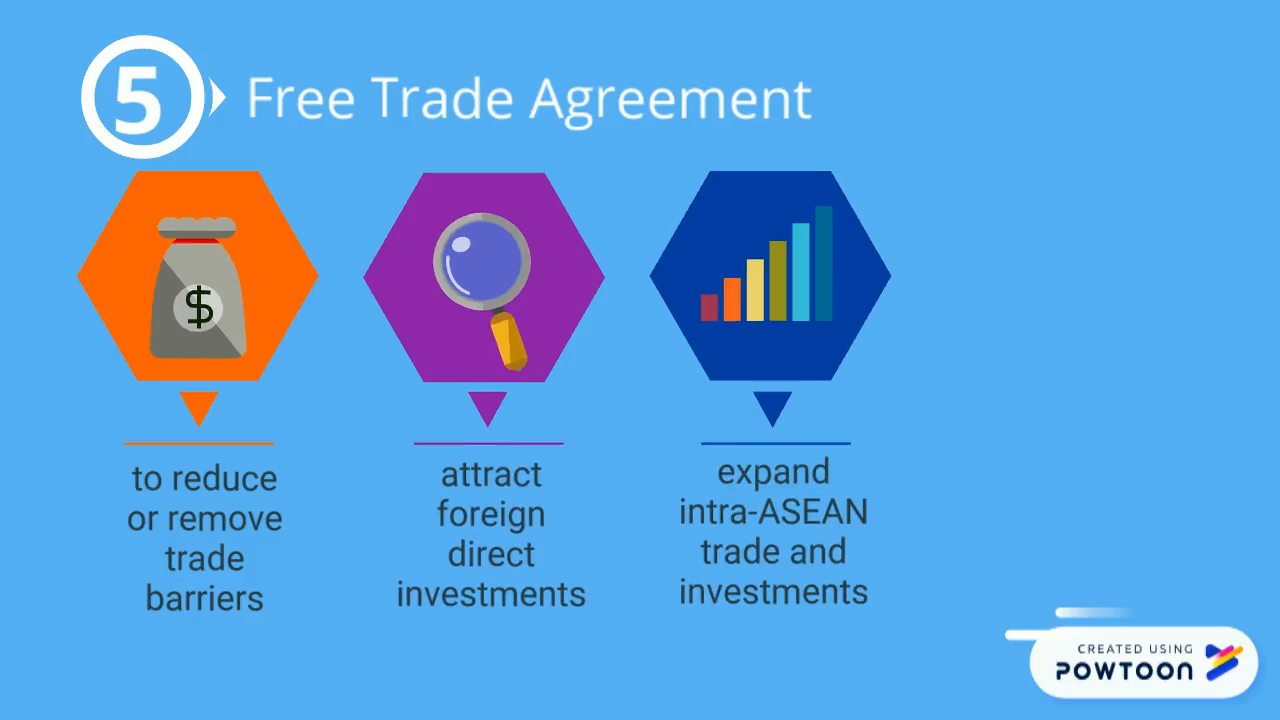 5
Free Trade Agreement
$
to reduce
or remove
trade
barriers
attract
foreign
direct
investments
expand
intra-ASEAN
trade and
investments
CREATED USING
POWTOON